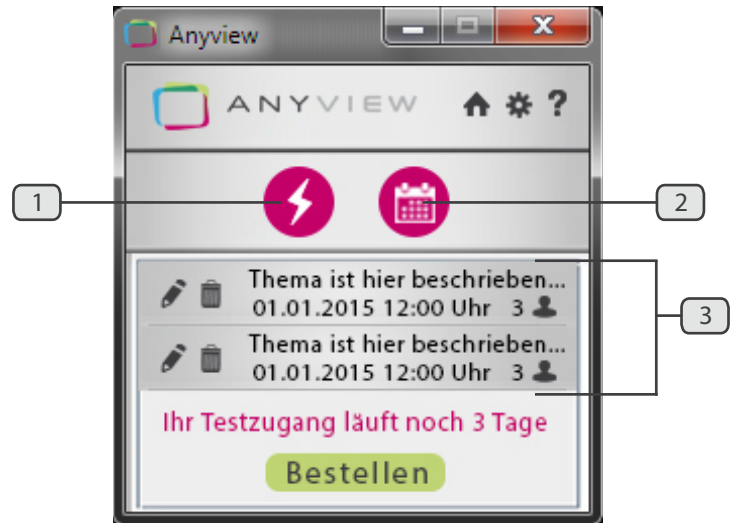 Anyview
ANYVIEW ?
1
2
Thema ist hier beschrieben...
01.01.2015 12:00 Uhr 3
3
Thema ist hier beschrieben...
01.01.2015 12:00 Uhr 3
Ihr Testzugang läuft noch 3 Tage
Bestellen